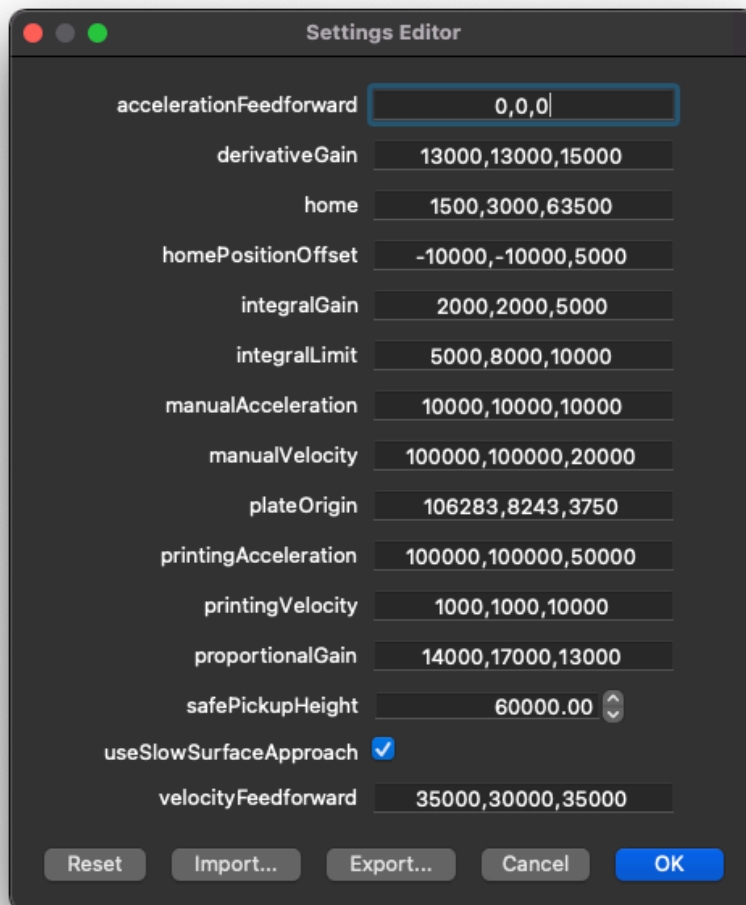 Settings Editor
accelerationFeedforward 0,0,0
derivativeGain 13000,13000,15000
home 1500,3000,63500
homePositionOffset -10000,-10000,5000
integralGain 2000,2000,5000
integralLimit 5000,8000,10000
manualAcceleration 10000,10000,10000
manualVelocity 100000,100000,20000
plateOrigin 106283,8243,3750
printingAcceleration 100000,100000,50000
printingVelocity 1000,1000,10000
proportionalGain 14000,17000,13000
safePickupHeight 60000.00
useSlowSurfaceApproach
velocityFeedforward 35000,30000,35000
Reset Import... Export... Cancel OK